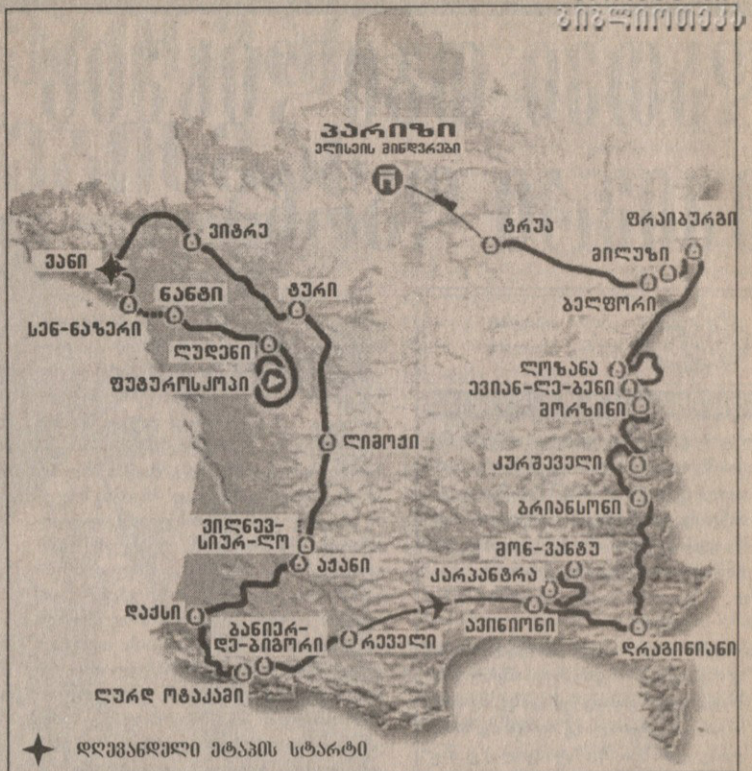 ბიბლიოთეკა
პარიზი
ელისეის მინდვრები
ტრუა
ფრაიბურგი
მილუზი
ბელფორი
ვიტრე
ვანი
ნანტი
ტური
სენ-ნაზერი
ლუდენი
ფუტუროსკოპი
ლოზანა
ევიან-ლე-ბენი
მორზინი
ლიმოჟი
კურშეველი
ბრიანსონი
ვილნევ-
სიურ-ლო
აჟანი
მონ-ვანტუ
კარპანტრა
დაქსი
ბანიერ-
დე-ბიგორი
რეველი
ავინიონი
დრაგინიანი
ლურდ ოტაკამი
დღევანდელი ეტაპის სტარტი